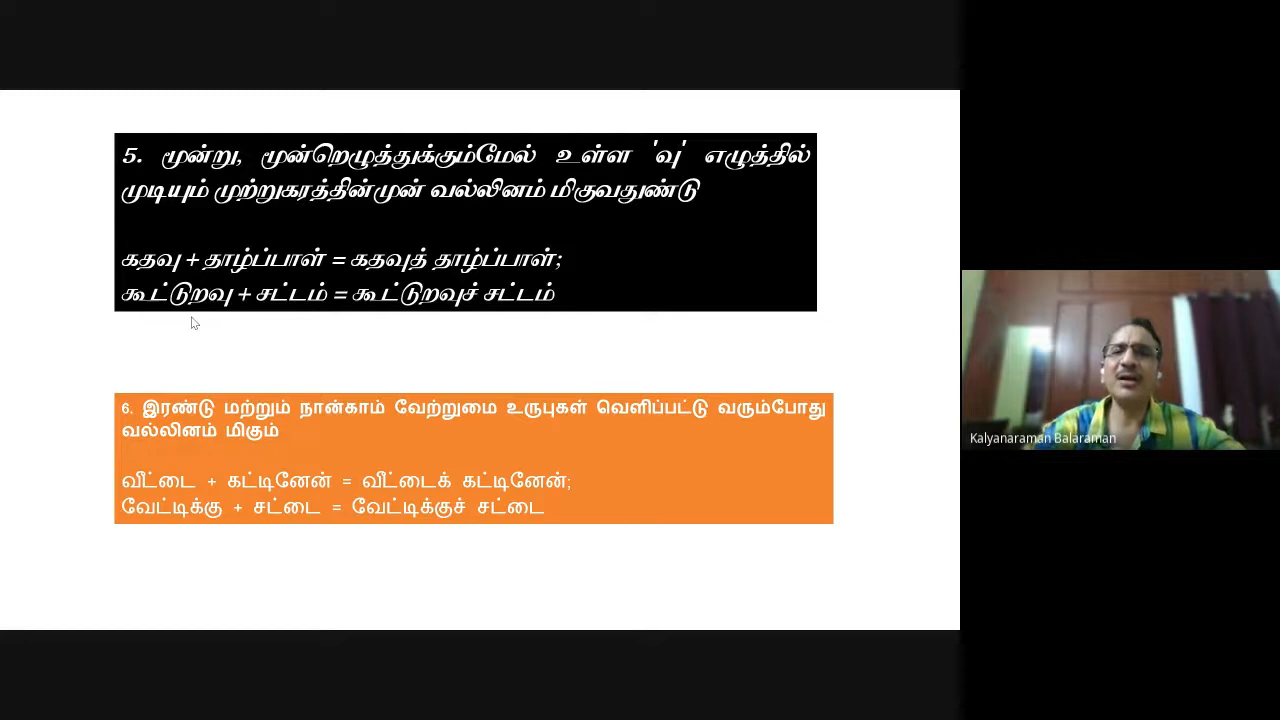 5. மூன்று, மூன்றெழுத்துக்கும்மேல் உள்ள 'வு' எழுத்தில்
முடியும் முற்றுகரத்தின்முன் வல்லினம் மிகுவதுண்டு
கதவு + தாழ்ப்பாள் = கதவுத் தாழ்ப்பாள்;
கூட்டுறவு + சட்டம் = கூட்டுறவுச் சட்டம்
6. இரண்டு மற்றும் நான்காம் வேற்றுமை உருபுகள் வெளிப்பட்டு வரும்போது
வல்லினம் மிகும்
வீட்டை + கட்டினேன் = வீட்டைக் கட்டினேன்;
வேட்டிக்கு + சட்டை = வேட்டிக்குச் சட்டை
Kalyanaraman Balaraman